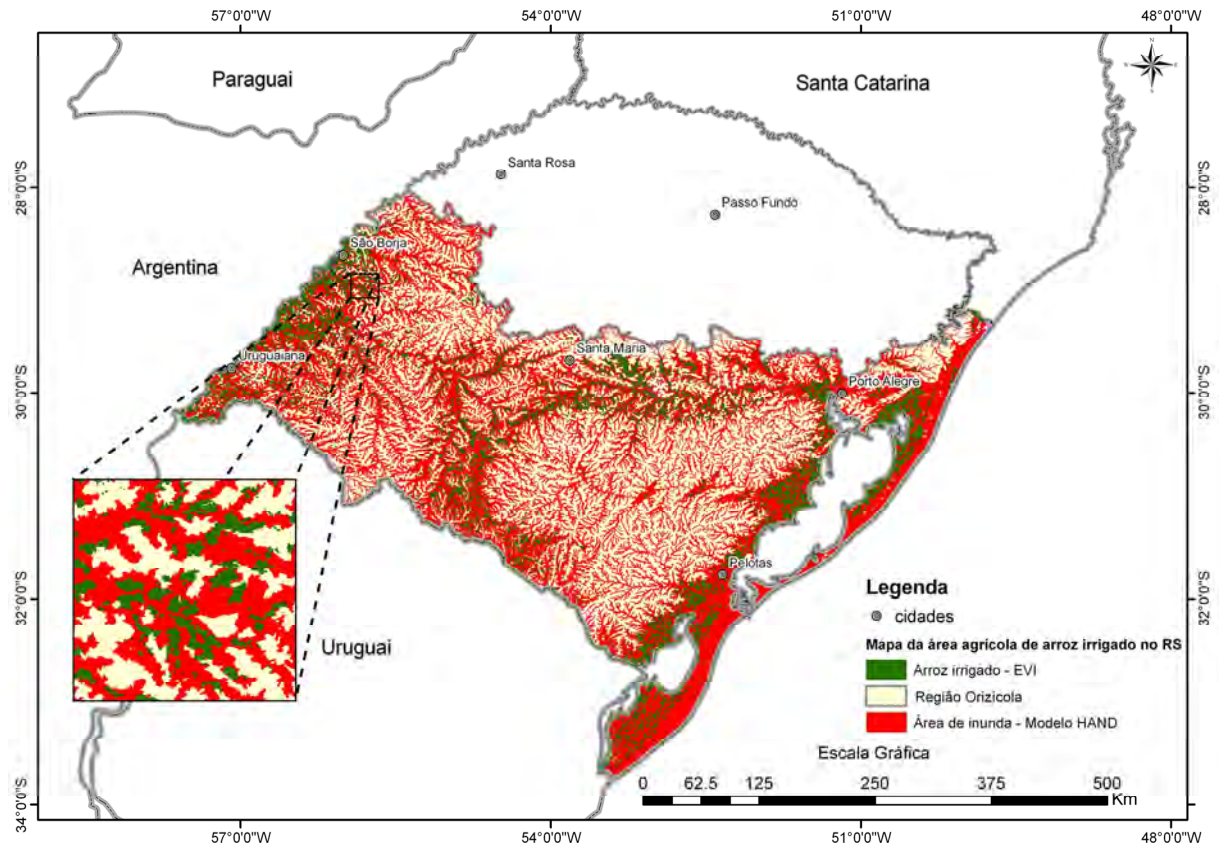 57°0'0"W 54°0'0"W 51°0'0"W 48°0'0"W
N
Paraguai
Santa Catarina
Santa Rosa
28°0'0"S 28°0'0"S
Passo Fundo
São Borja
Argentina
Uruguaiana
Santa Maria
Porto Alegre
30°0'0"S 30°0'0"S
Pelotas
Legenda
32°0'0"S 32°0'0"S
cidades
Uruguai
Mapa da área agrícola de arroz irrigado no RS
Arroz irrigado - EVI
Região Orizícola
Área de inunda - Modelo HAND
Escala Gráfica
0 62.5 125 250 375 500
Km
34°0'0"S
57°0'0"W 54°0'0"W 51°0'0"W 48°0'0"W